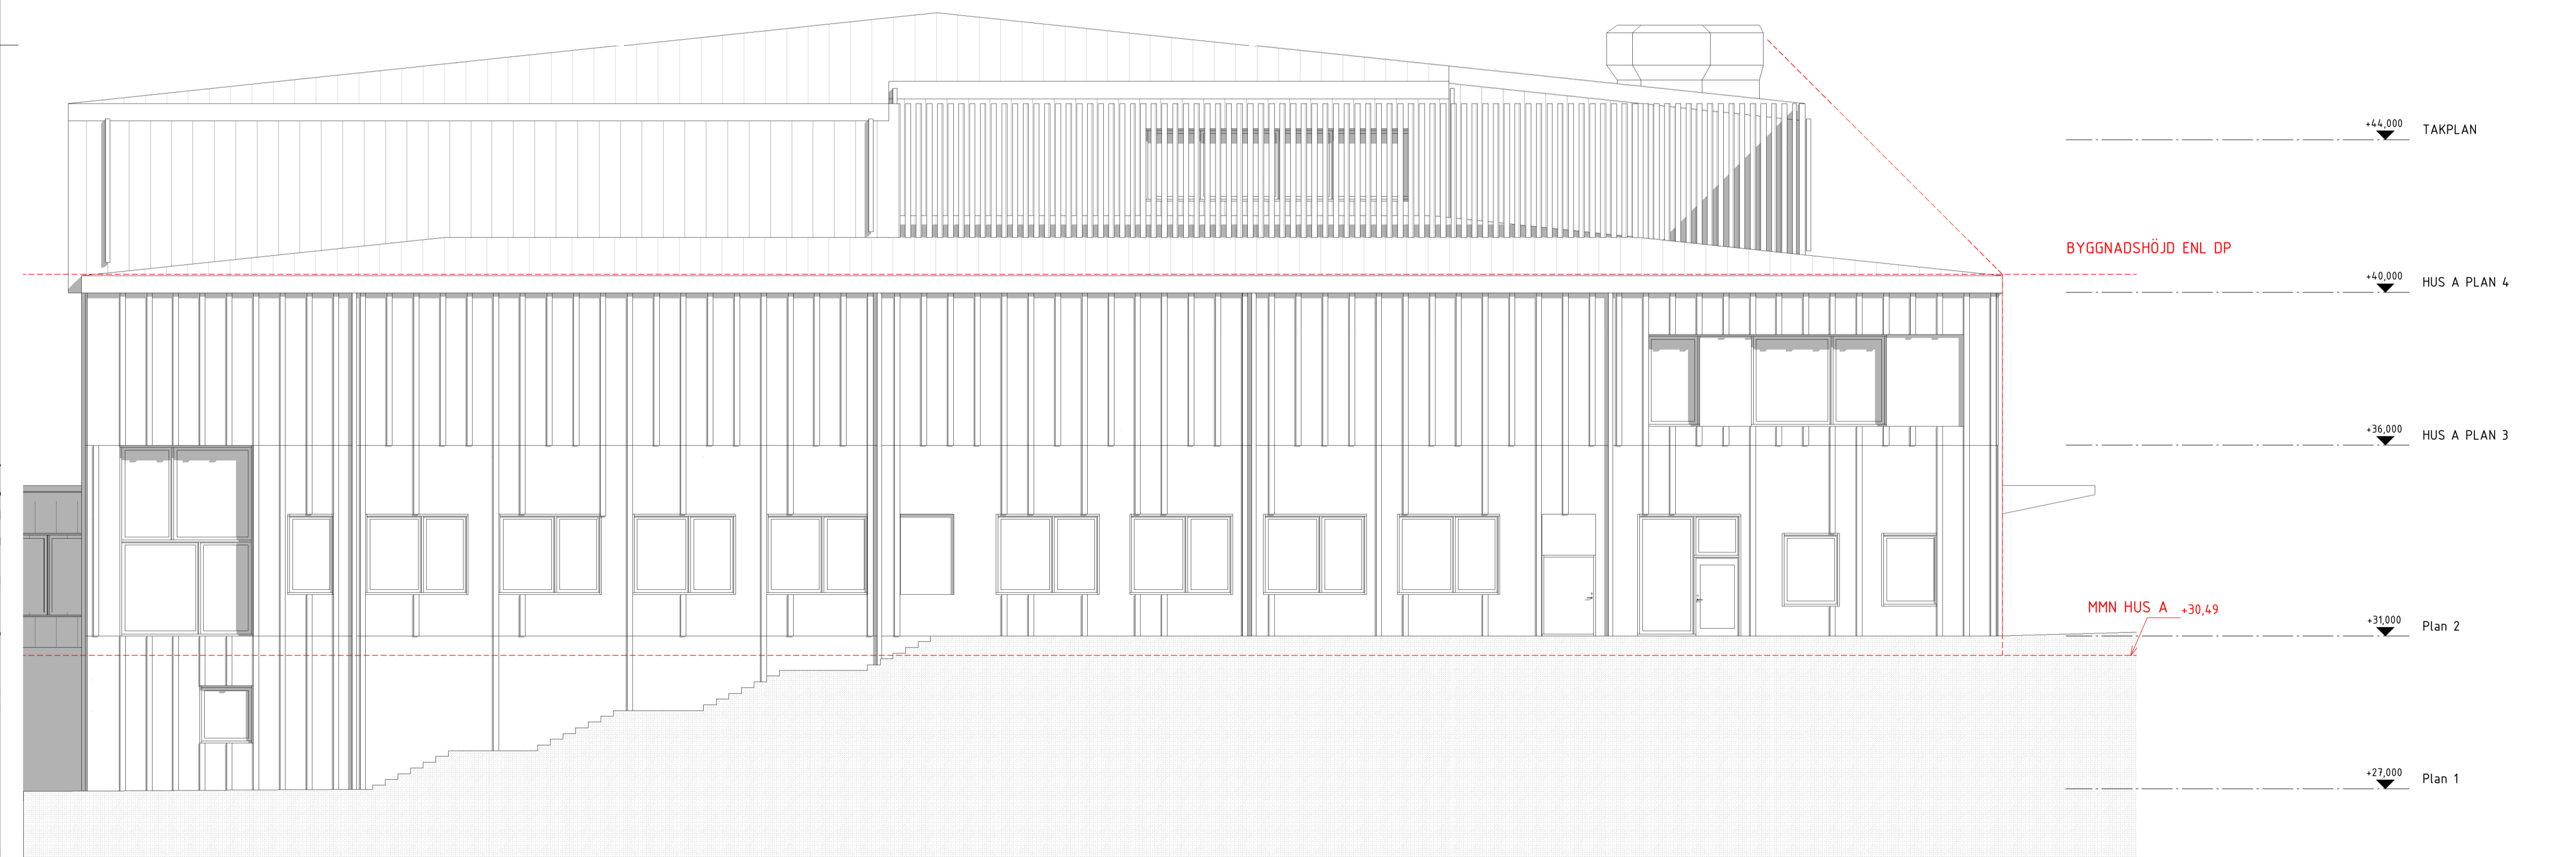 +44,000 TAKPLAN
BYGGNADSHÖJD ENL DP
+40,000 HUS A PLAN 4
+36,000 HUS A PLAN 3
MMN HUS A +30,49
+31,000 Plan 2
+27,000 Plan 1